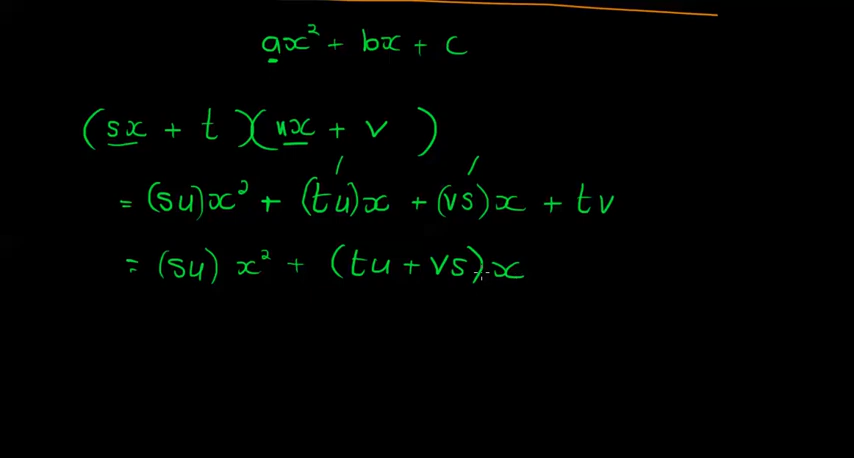 ax² + bx + c
(sx + t)(ux + v)
= (su)x² + (tu)x + (vs)x + tv
= (su)x² + (tu + vs)x